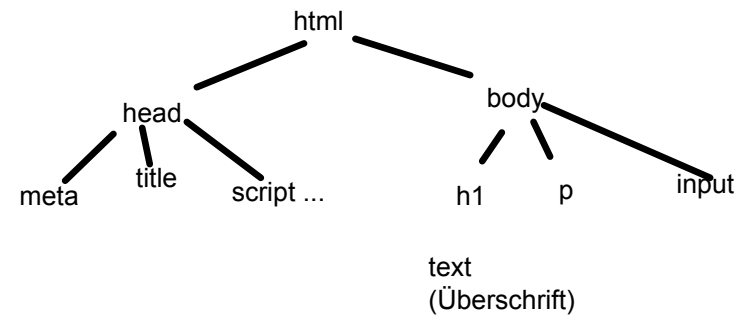 html
head
body
meta
title
script ...
h1
p
input
text
(Überschrift)